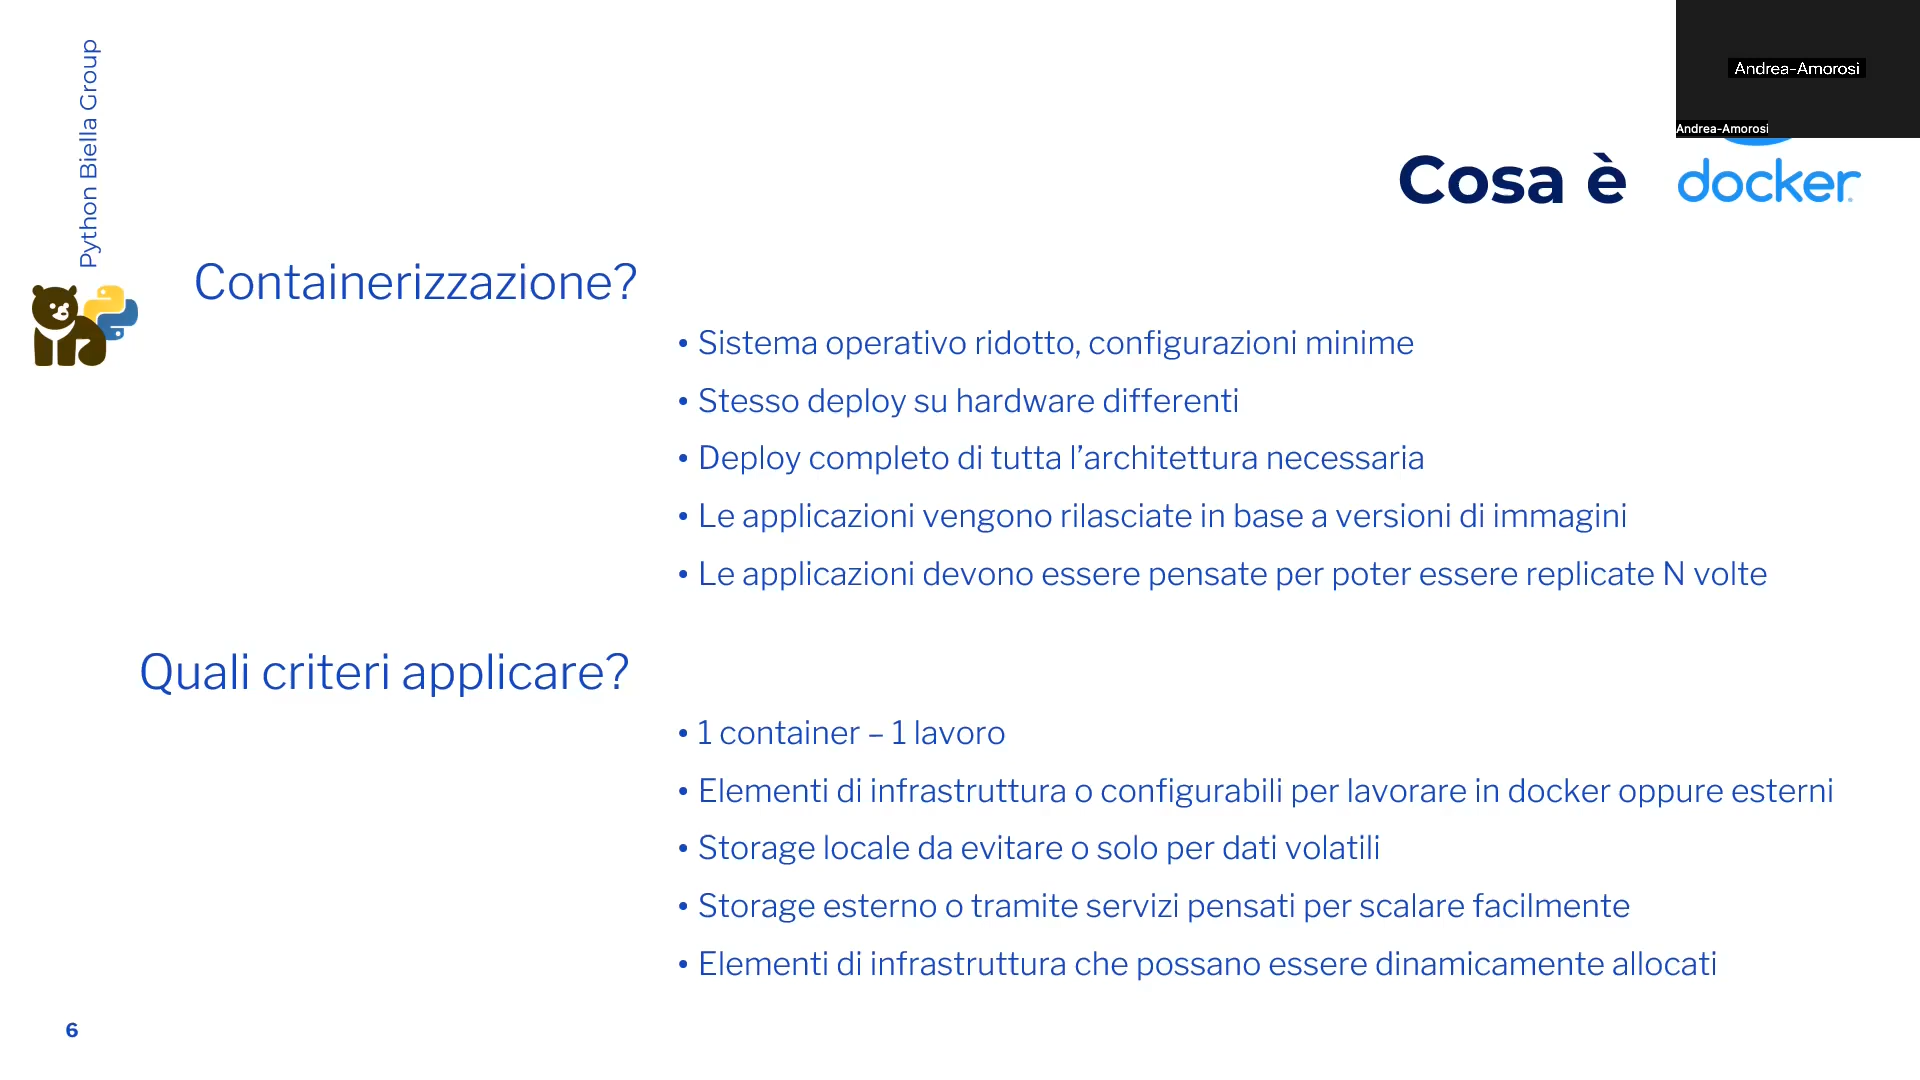 Python Biella Group
Andrea-Amorosi
Andrea-Amorosi
Cosa è docker
Containerizzazione?
• Sistema operativo ridotto, configurazioni minime
• Stesso deploy su hardware differenti
• Deploy completo di tutta l’architettura necessaria
• Le applicazioni vengono rilasciate in base a versioni di immagini
• Le applicazioni devono essere pensate per poter essere replicate N volte
Quali criteri applicare?
• 1 container – 1 lavoro
• Elementi di infrastruttura o configurabili per lavorare in docker oppure esterni
• Storage locale da evitare o solo per dati volatili
• Storage esterno o tramite servizi pensati per scalare facilmente
• Elementi di infrastruttura che possano essere dinamicamente allocati
6